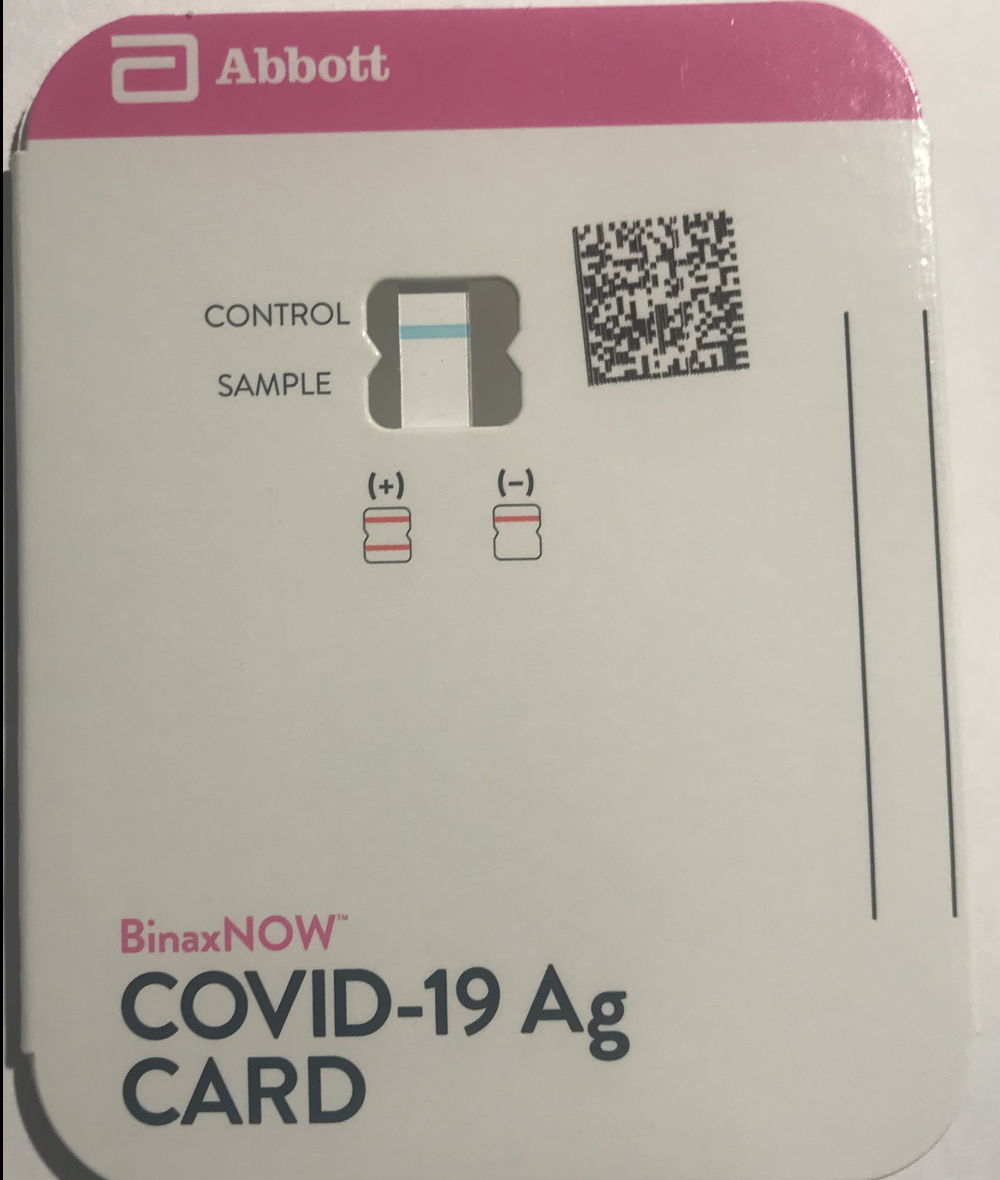 Abbott
CONTROL
SAMPLE
(+) (-)
BinaxNOW™
COVID-19 Ag
CARD